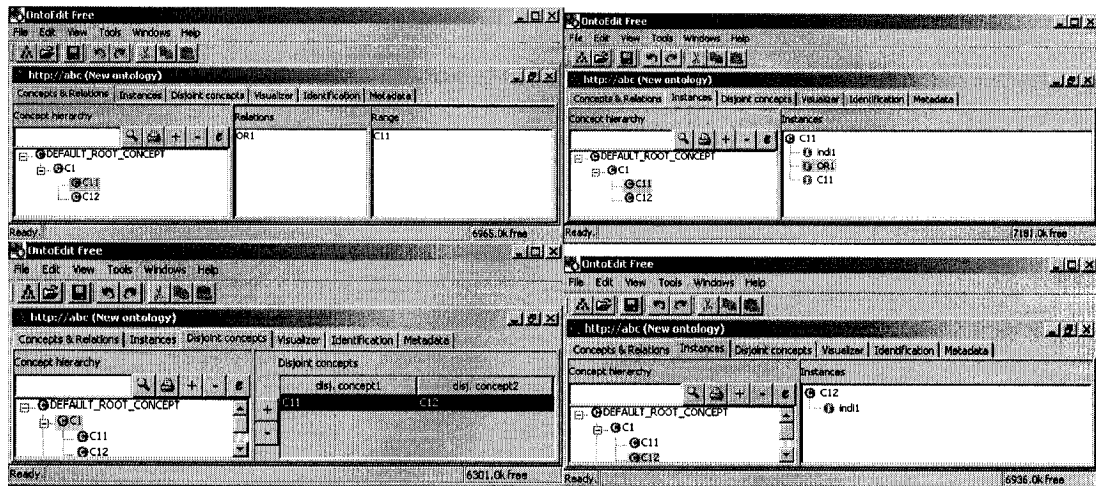 OntoEdit Free
File Edit View Tools Windows Help
http://abc (New ontology)
Concepts & Relations Instances Disjoint concepts Visualizer Identification Metadata
Concept hierarchy Relations Range
OR1 C11
DEFAULT_ROOT_CONCEPT
C1
C11
C12
Ready. 6965.0k free
OntoEdit Free
File Edit View Tools Windows Help
http://abc (New ontology)
Concepts & Relations Instances Disjoint concepts Visualizer Identification Metadata
Concept hierarchy Instances
C11
DEFAULT_ROOT_CONCEPT indi1
C1 OR1
C11 C11
C12
Ready. 7181.0k free
OntoEdit Free
File Edit View Tools Windows Help
http://abc (New ontology)
Concepts & Relations Instances Disjoint concepts Visualizer Identification Metadata
Concept hierarchy Disjoint concepts
disj. concept1 disj. concept2
DEFAULT_ROOT_CONCEPT C11 C12
C1
C11
C12
Ready. 6301.0k free
OntoEdit Free
File Edit View Tools Windows Help
http://abc (New ontology)
Concepts & Relations Instances Disjoint concepts Visualizer Identification Metadata
Concept hierarchy Instances
C12
DEFAULT_ROOT_CONCEPT indi1
C1
C11
C12
Ready. 6936.0k free